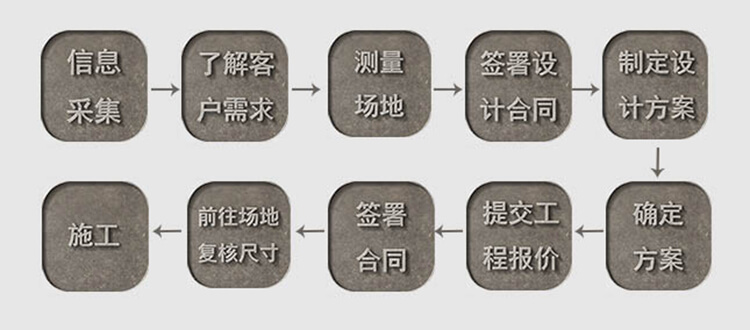 信息
采集
了解客
户需求
测量
场地
签署设
计合同
制定设
计方案
确定
方案
提交工
程报价
签署
合同
前往场地
复核尺寸
施工